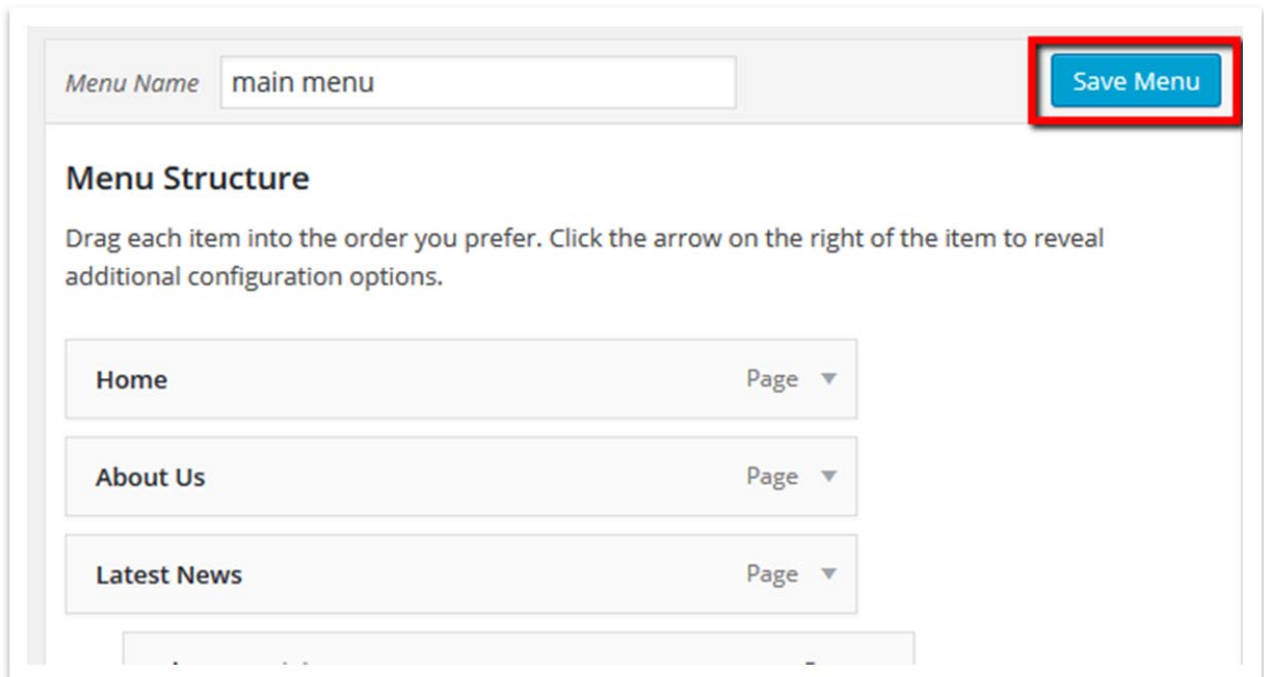 Menu Name main menu Save Menu
Menu Structure
Drag each item into the order you prefer. Click the arrow on the right of the item to reveal
additional configuration options.
Home Page
About Us Page
Latest News Page